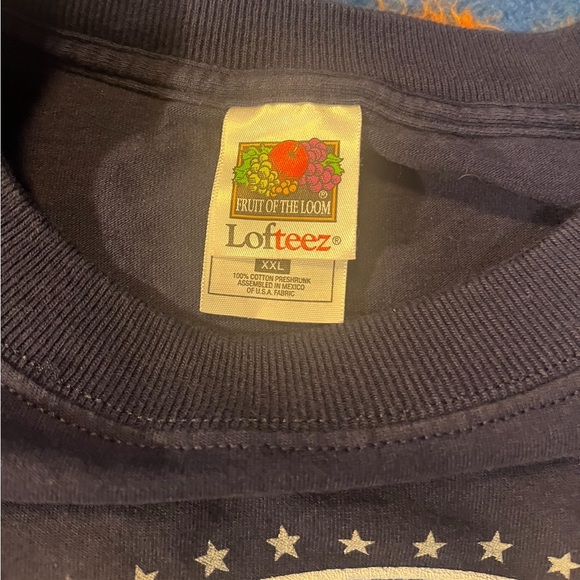 ®
FRUIT OF THE LOOM
Lofteez®
XXL
100% COTTON PRESHRUNK
ASSEMBLED IN MEXICO
OF U.S.A. FABRIC